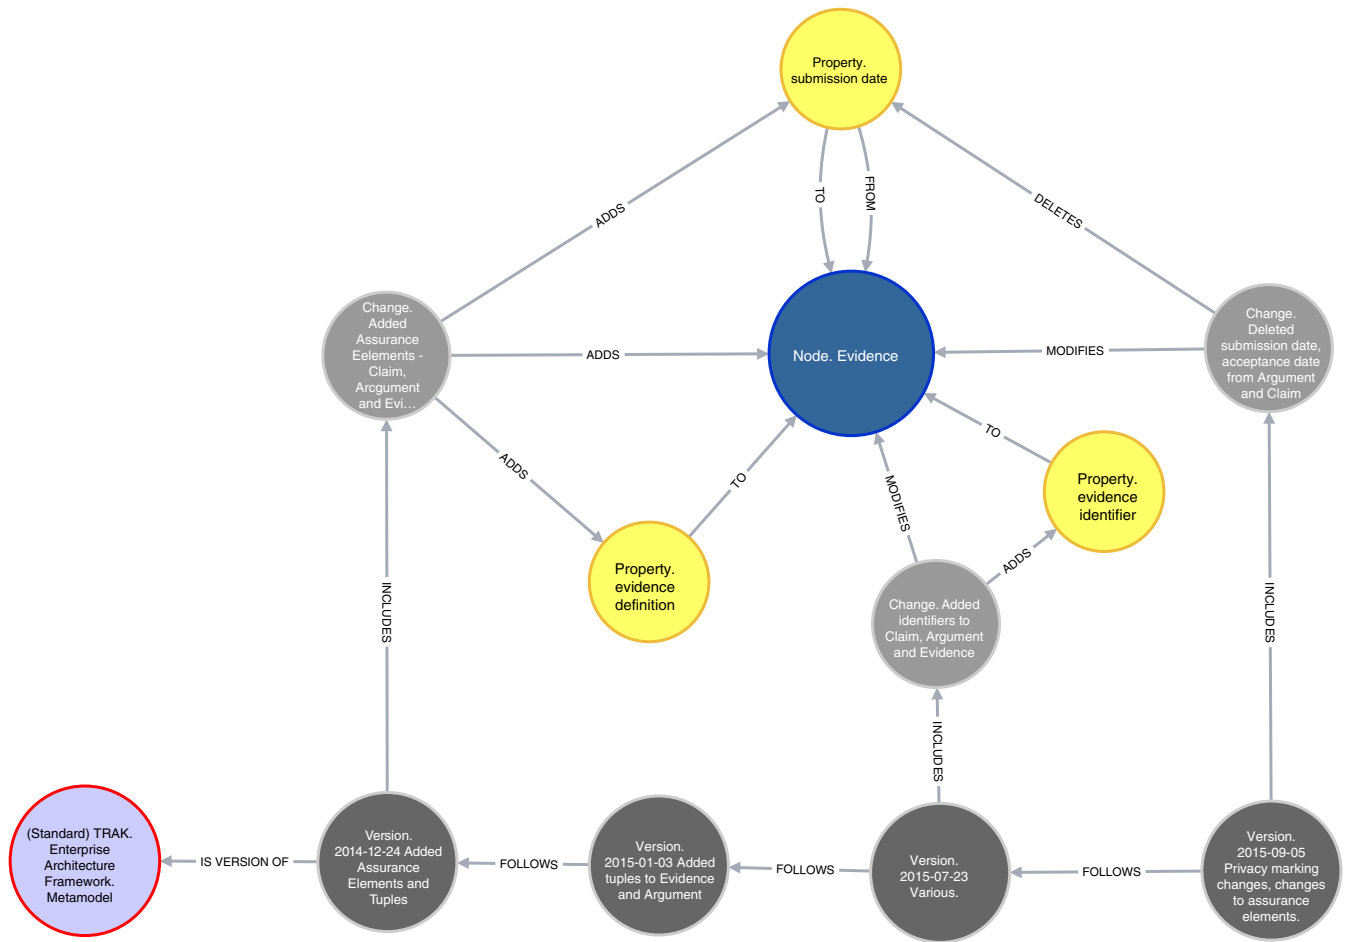 Property.
submission date
TO
FROM
ADDS
DELETES
Change.
Added
Assurance
Eelements -
Claim,
Arcgument
and Evi...
ADDS
Node. Evidence
MODIFIES
Change.
Deleted
submission date,
acceptance date
from Argument
and Claim
ADDS
TO
MODIFIES
TO
Property.
evidence
identifier
Property.
evidence
definition
ADDS
Change. Added
identifiers to
Claim, Argument
and Evidence
INCLUDES
INCLUDES
INCLUDES
(Standard) TRAK.
Enterprise
Architecture
Framework.
Metamodel
IS VERSION OF
Version.
2014-12-24 Added
Assurance
Elements and
Tuples
FOLLOWS
Version.
2015-01-03 Added
tuples to Evidence
and Argument
FOLLOWS
Version.
2015-07-23
Various.
FOLLOWS
Version.
2015-09-05
Privacy marking
changes, changes
to assurance
elements.